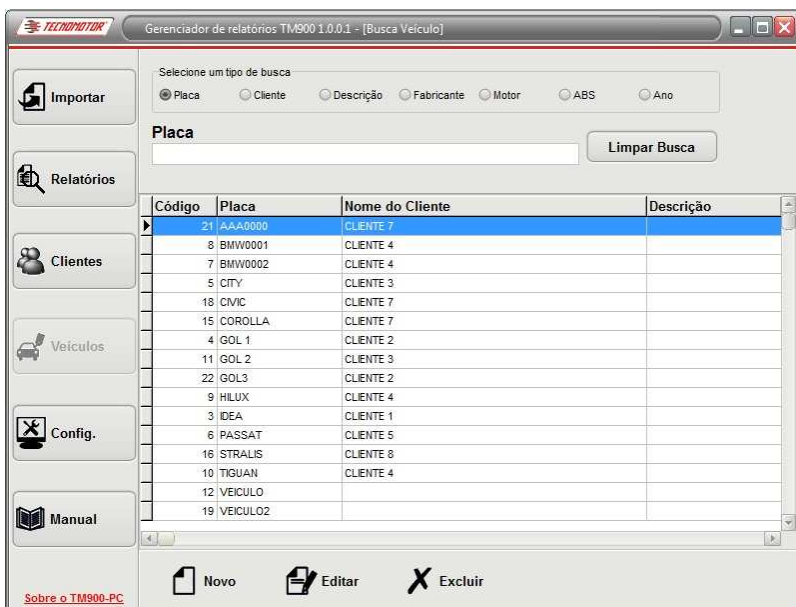 TECNOMOTOR Gerenciador de relatórios TM900 1.0.0.1 - [Busca Veículo]
Importar
Relatórios
Clientes
Veículos
Config.
Manual
Sobre o TM900-PC
Selecione um tipo de busca
Placa Cliente Descrição Fabricante Motor ABS Ano
Placa
Limpar Busca
Código Placa Nome do Cliente Descrição
21 AAA0000 CLIENTE 7
8 BMW0001 CLIENTE 4
7 BMW0002 CLIENTE 4
5 CITY CLIENTE 3
18 CIVIC CLIENTE 7
15 COROLLA CLIENTE 7
4 GOL 1 CLIENTE 2
11 GOL 2 CLIENTE 3
22 GOL3 CLIENTE 2
9 HILUX CLIENTE 4
3 IDEA CLIENTE 1
6 PASSAT CLIENTE 5
16 STRALIS CLIENTE 8
10 TIGUAN CLIENTE 4
12 VEICULO
19 VEICULO2
Novo Editar Excluir